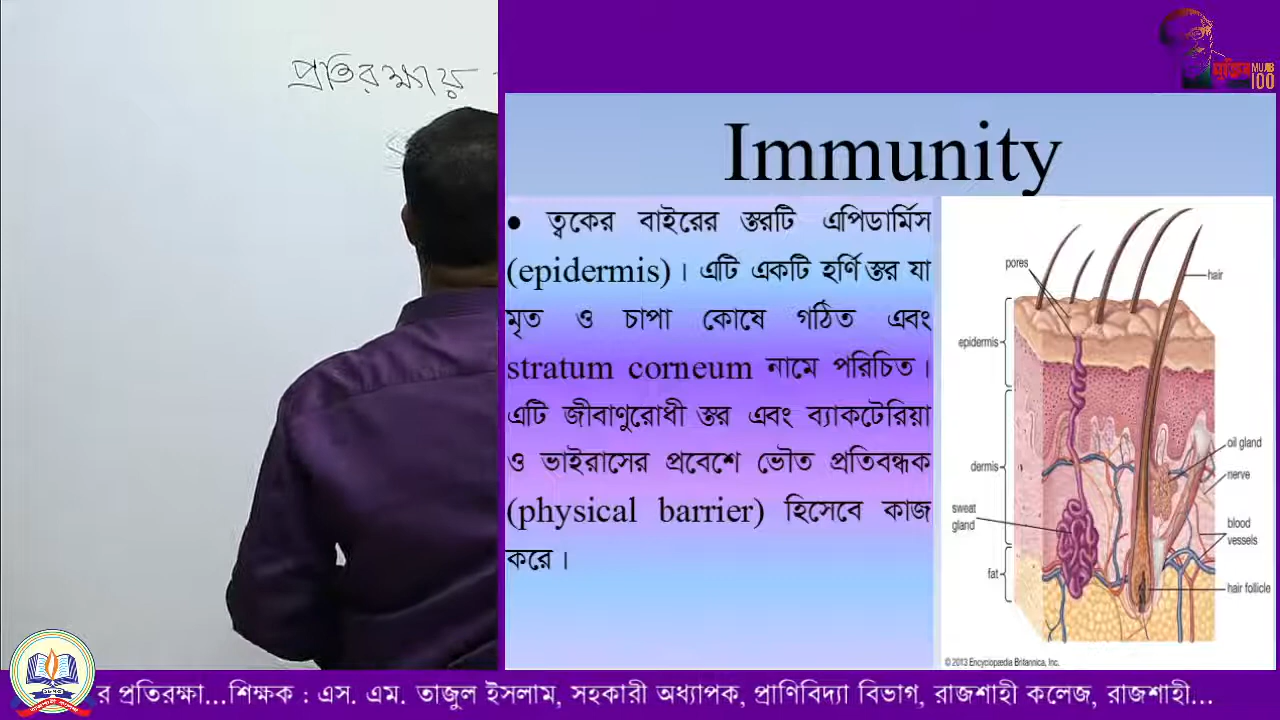 প্রতিরক্ষায়
MUJIB
100
Immunity
• ত্বকের বাইরের স্তরটি এপিডার্মিস
(epidermis)। এটি একটি হর্ণি স্তর যা
মৃত ও চাপা কোষে গঠিত এবং
stratum corneum নামে পরিচিত।
এটি জীবাণুরোধী স্তর এবং ব্যাকটেরিয়া
ও ভাইরাসের প্রবেশে ভৌত প্রতিবন্ধক
(physical barrier) হিসেবে কাজ
করে।
pores
hair
epidermis
oil gland
dermis
nerve
sweat
gland
blood
vessels
fat
hair follicle
© 2013 Encyclopædia Britannica, Inc.
র প্রতিরক্ষা...শিক্ষক : এস. এম. তাজুল ইসলাম, সহকারী অধ্যাপক, প্রাণিবিদ্যা বিভাগ, রাজশাহী কলেজ, রাজশাহী...